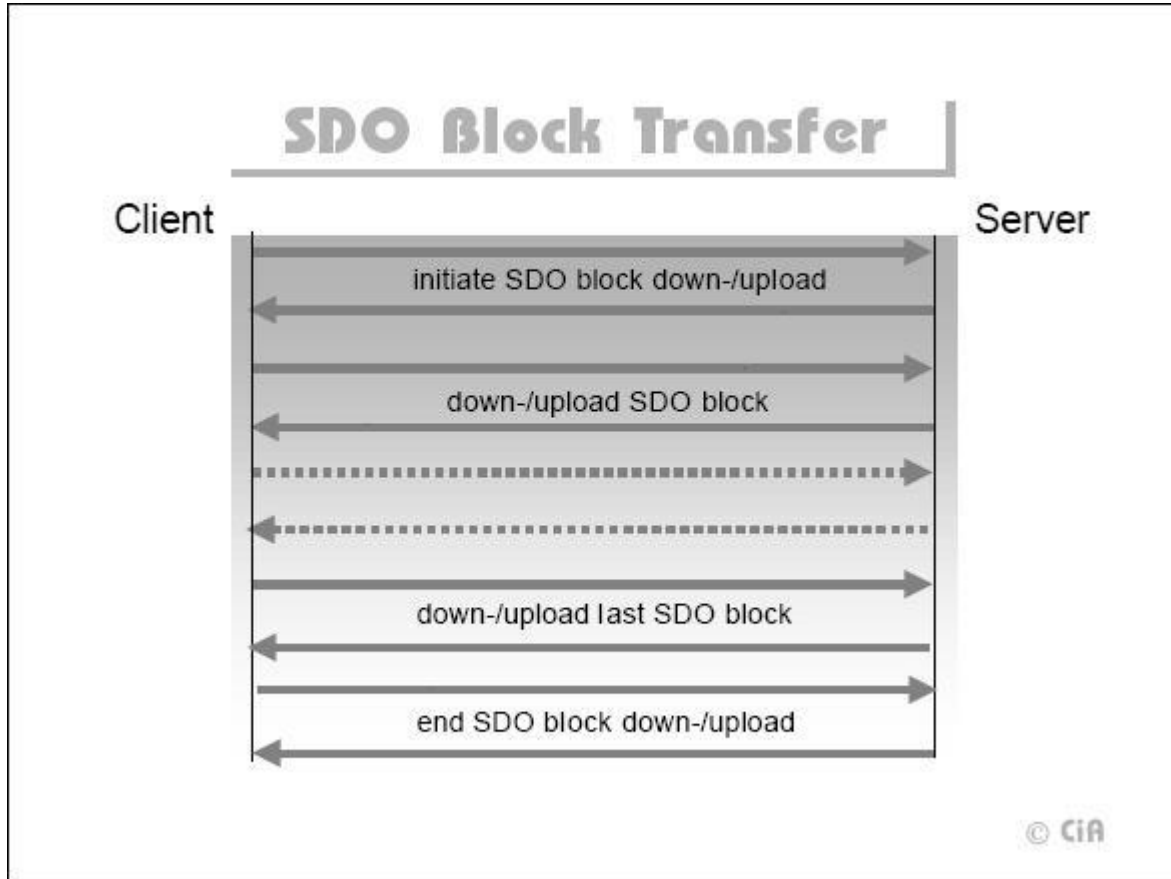 SDO Block Transfer
Client
Server
initiate SDO block down-/upload
down-/upload SDO block
down-/upload last SDO block
end SDO block down-/upload
© CiA